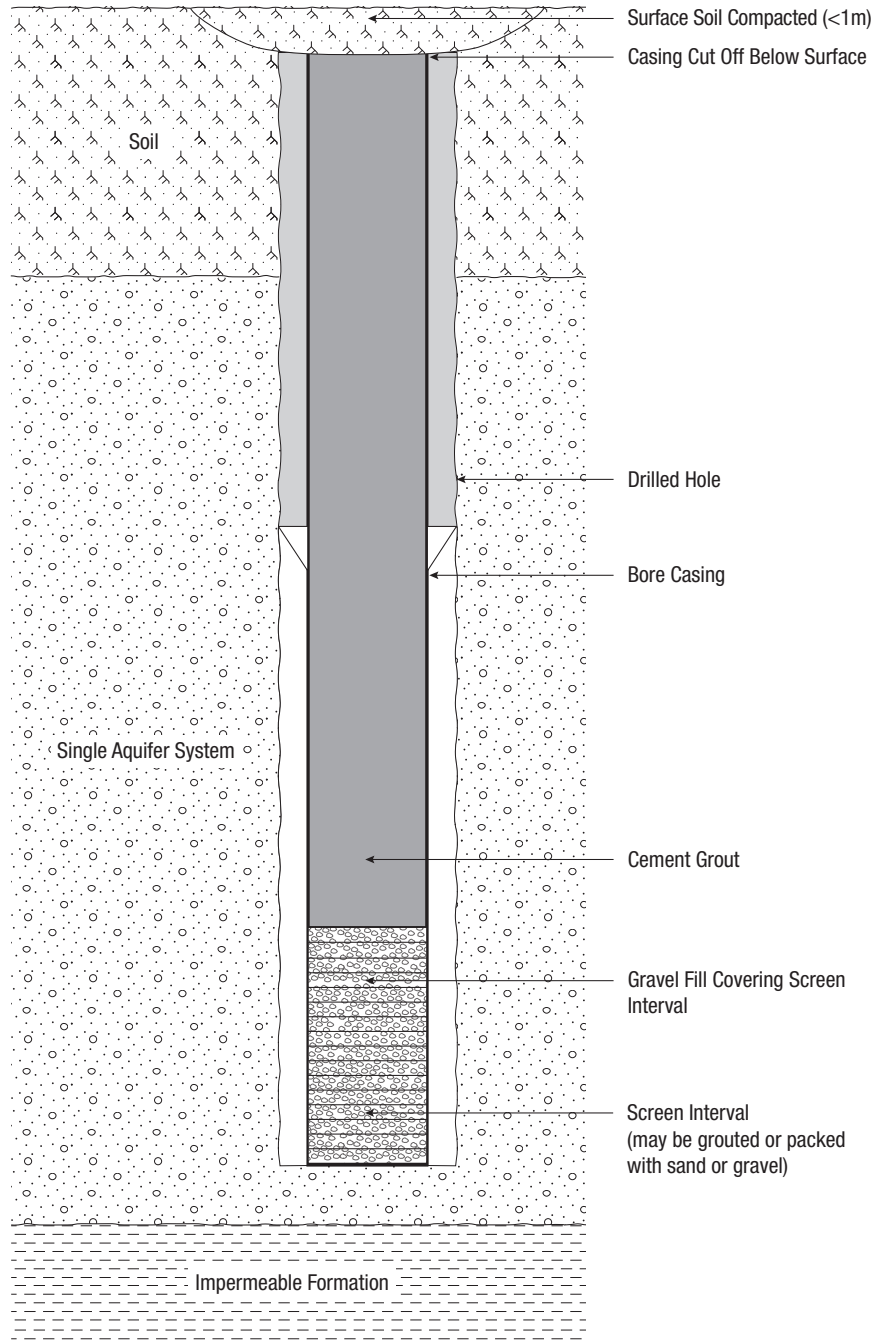 Surface Soil Compacted (<1m)
Casing Cut Off Below Surface
Soil
Drilled Hole
Bore Casing
Single Aquifer System
Cement Grout
Gravel Fill Covering Screen
Interval
Screen Interval
(may be grouted or packed
with sand or gravel)
Impermeable Formation